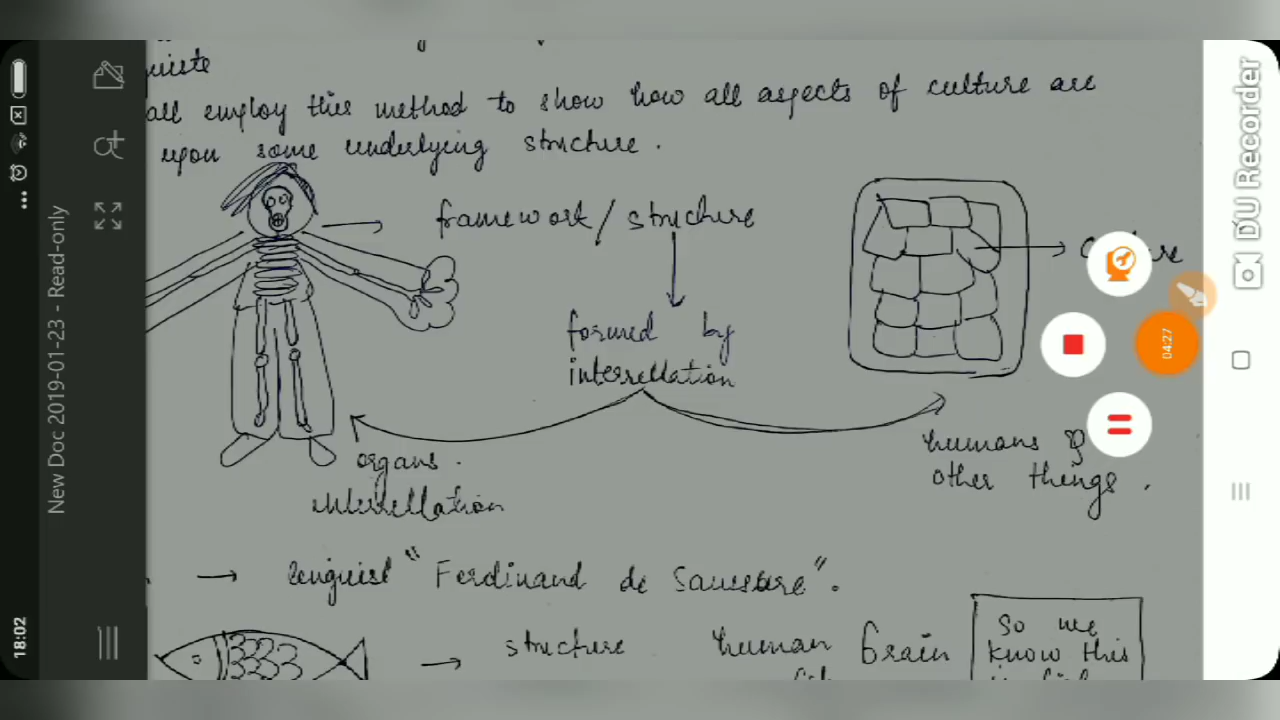 all employ this method to show how all aspects of culture are
upon some underlying structure.
framework/structure
formed by
interrellation
organs.
interrellation
humans &
other things.
linguist "Ferdinand de Saussure".
structure
human brain
So we
know this
New Doc 2019-01-23 - Read-only
18:02
DU Recorder
04:27